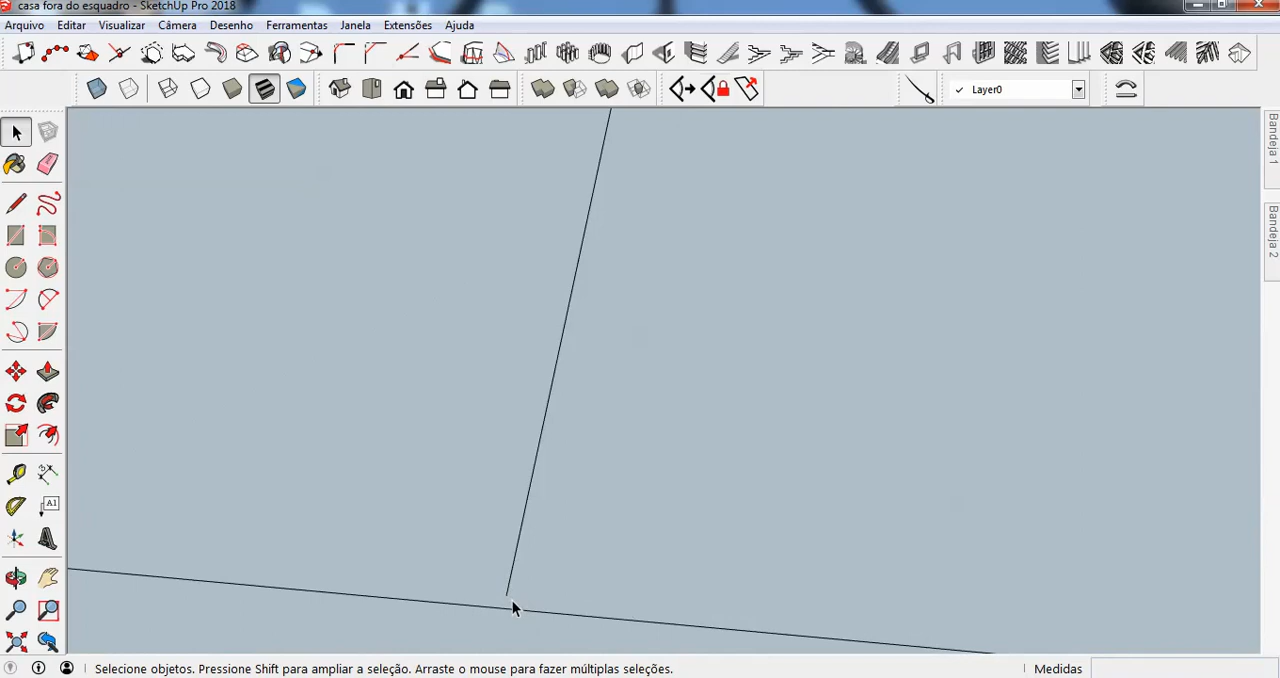 casa fora do esquadro - SketchUp Pro 2018
Arquivo Editar Visualizar Câmera Desenho Ferramentas Janela Extensões Ajuda
Layer0
Bandeja 1
Bandeja 2
A1
Selecione objetos. Pressione Shift para ampliar a seleção. Arraste o mouse para fazer múltiplas seleções. Medidas